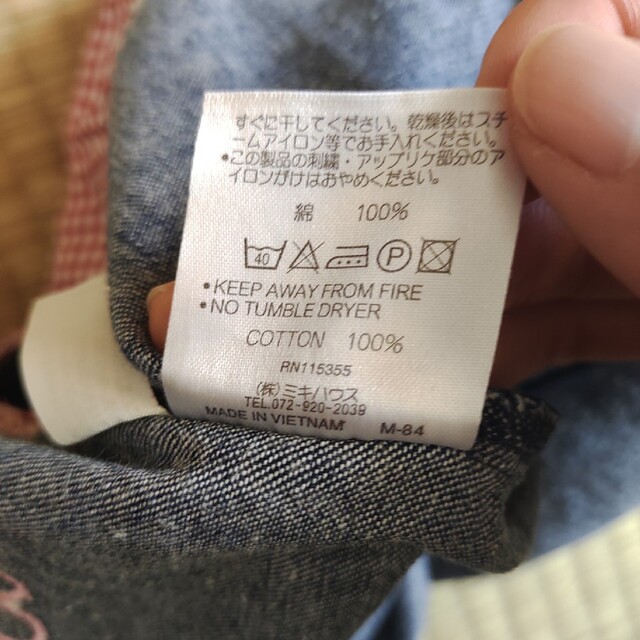 すぐに干してください。乾燥後はスチ
ームアイロン等でお手入れください。
•この製品の刺繍・アップリケ部分のア
イロンがけはおやめください。
綿 100%
40 P
•KEEP AWAY FROM FIRE
•NO TUMBLE DRYER
COTTON 100%
RN115355
(株)ミキハウス
TEL.072-920-2039
MADE IN VIETNAM M-84